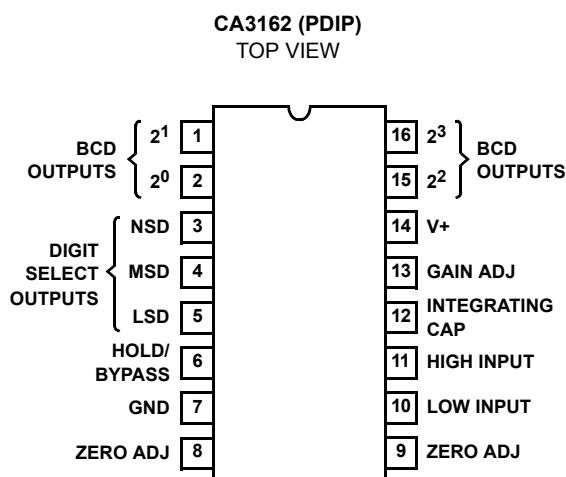 CA3162 (PDIP)
TOP VIEW
BCD
OUTPUTS
2¹ 1
2⁰ 2
DIGIT
SELECT
OUTPUTS
NSD 3
MSD 4
LSD 5
HOLD/
BYPASS
6
GND 7
ZERO ADJ 8
16 2³
15 2²
BCD
OUTPUTS
14 V+
13 GAIN ADJ
12 INTEGRATING
CAP
11 HIGH INPUT
10 LOW INPUT
9 ZERO ADJ